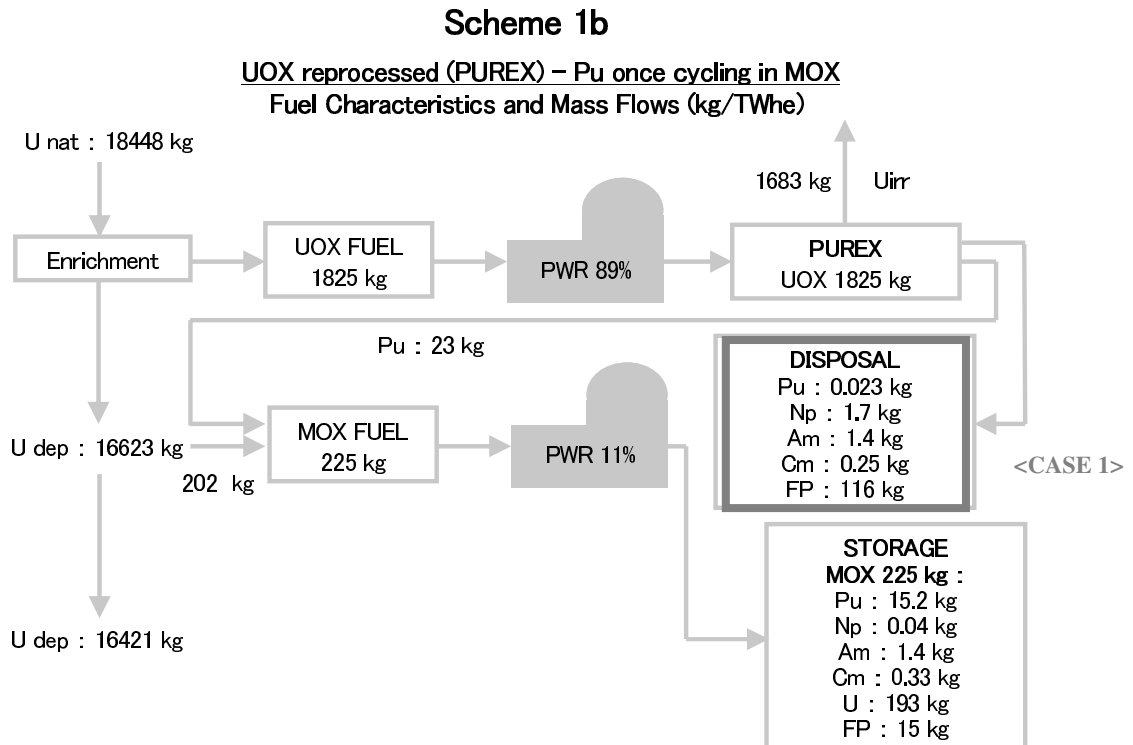 Scheme 1b
UOX reprocessed (PUREX) – Pu once cycling in MOX
Fuel Characteristics and Mass Flows (kg/TWhe)
U nat : 18448 kg
1683 kg Uirr
Enrichment
UOX FUEL
1825 kg
PWR 89%
PUREX
UOX 1825 kg
Pu : 23 kg
DISPOSAL
Pu : 0.023 kg
Np : 1.7 kg
Am : 1.4 kg
Cm : 0.25 kg
FP : 116 kg
<CASE 1>
U dep : 16623 kg
202 kg
MOX FUEL
225 kg
PWR 11%
STORAGE
MOX 225 kg :
Pu : 15.2 kg
Np : 0.04 kg
Am : 1.4 kg
Cm : 0.33 kg
U : 193 kg
FP : 15 kg
U dep : 16421 kg